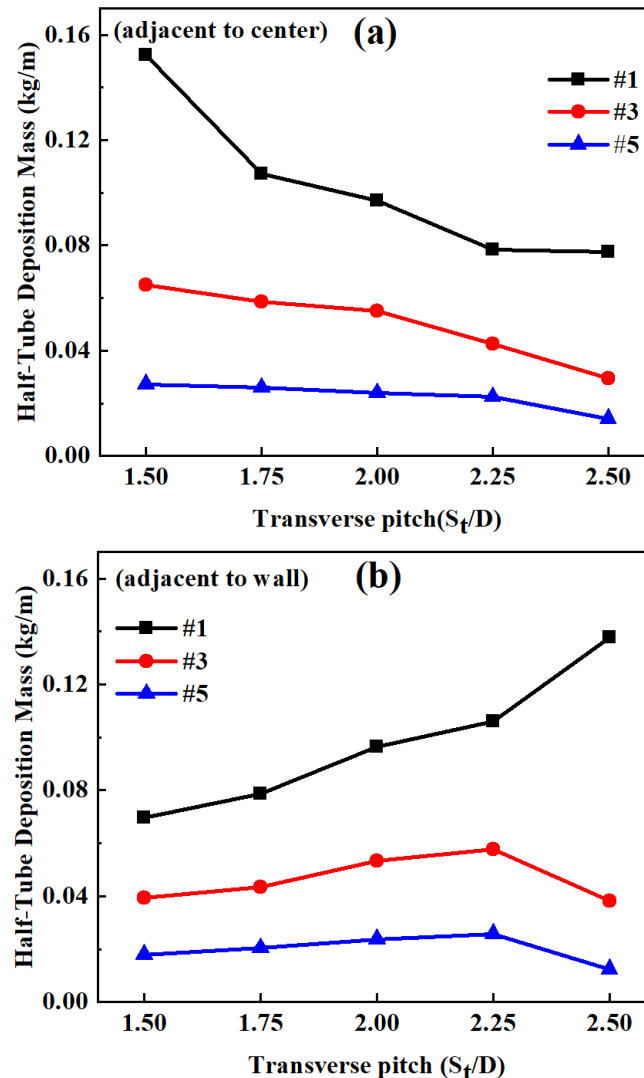 (adjacent to center)
(a)
#1
#3
#5
Half-Tube Deposition Mass (kg/m)
0.16
0.12
0.08
0.04
0.00
1.50 1.75 2.00 2.25 2.50
Transverse pitch(St/D)
(adjacent to wall)
(b)
#1
#3
#5
Half-Tube Deposition Mass (kg/m)
0.16
0.12
0.08
0.04
0.00
1.50 1.75 2.00 2.25 2.50
Transverse pitch (St/D)